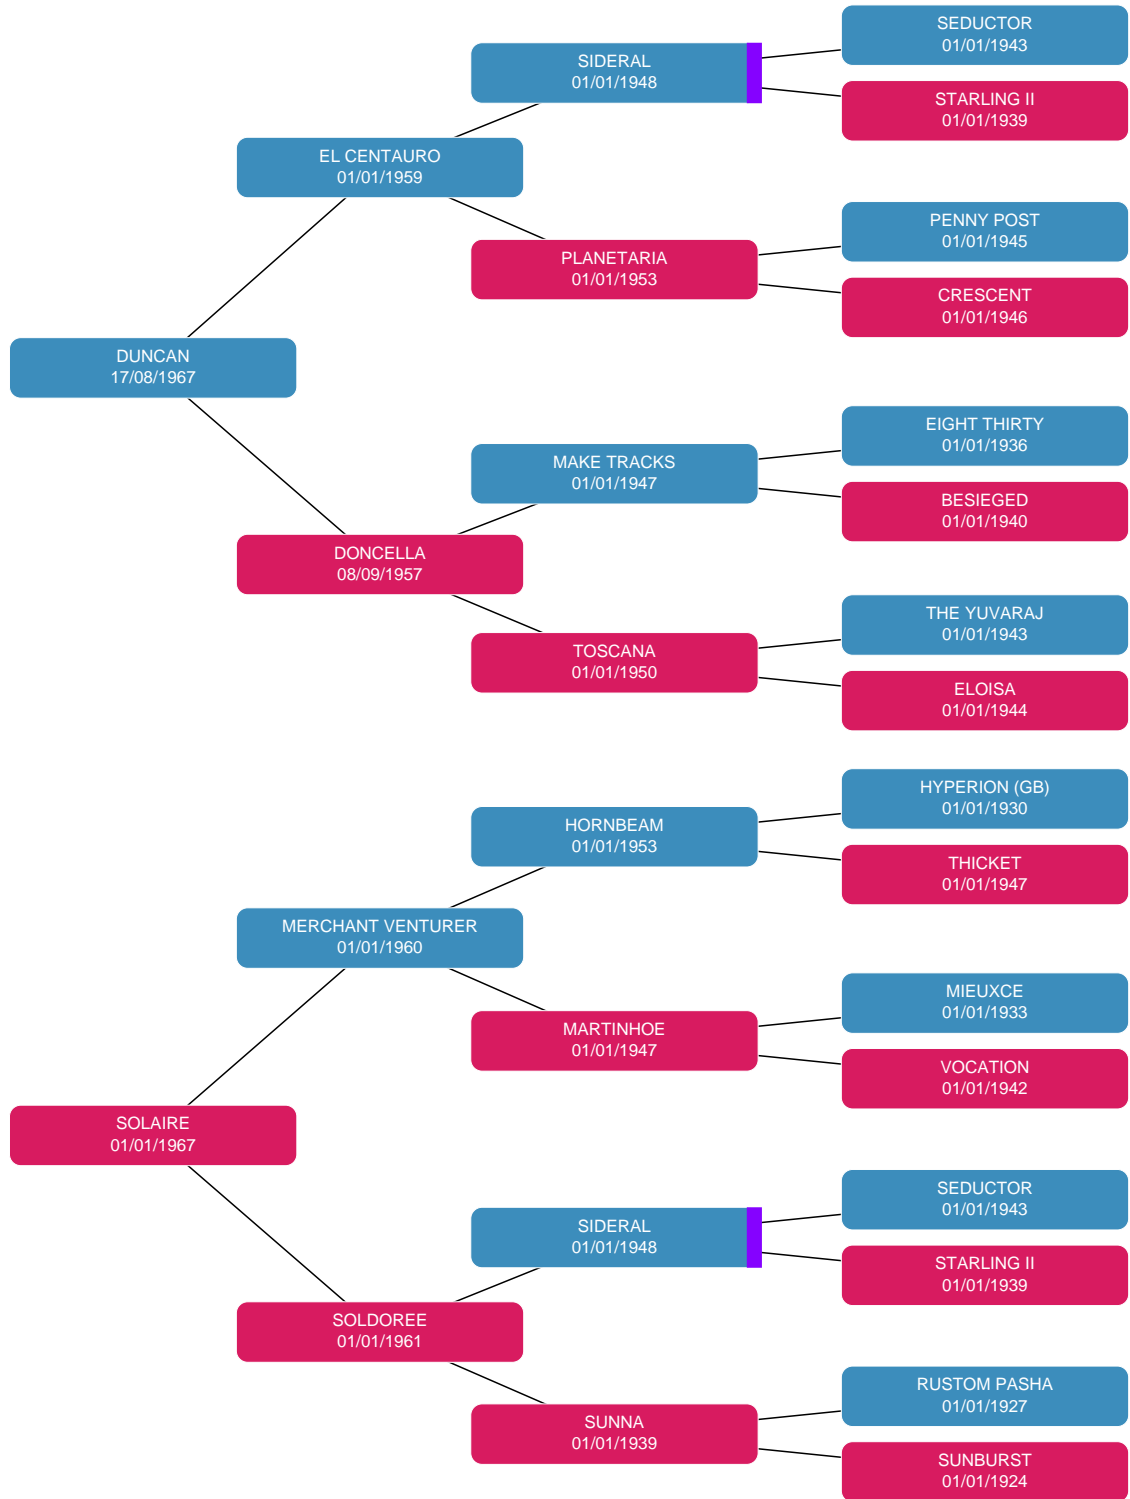 SEDUCTOR
01/01/1943
SIDERAL
01/01/1948
STARLING II
01/01/1939
EL CENTAURO
01/01/1959
PENNY POST
01/01/1945
PLANETARIA
01/01/1953
CRESCENT
01/01/1946
DUNCAN
17/08/1967
EIGHT THIRTY
01/01/1936
MAKE TRACKS
01/01/1947
BESIEGED
01/01/1940
DONCELLA
08/09/1957
THE YUVARAJ
01/01/1943
TOSCANA
01/01/1950
ELOISA
01/01/1944
HYPERION (GB)
01/01/1930
HORNBEAM
01/01/1953
THICKET
01/01/1947
MERCHANT VENTURER
01/01/1960
MIEUXCE
01/01/1933
MARTINHOE
01/01/1947
VOCATION
01/01/1942
SOLAIRE
01/01/1967
SEDUCTOR
01/01/1943
SIDERAL
01/01/1948
STARLING II
01/01/1939
SOLDOREE
01/01/1961
RUSTOM PASHA
01/01/1927
SUNNA
01/01/1939
SUNBURST
01/01/1924